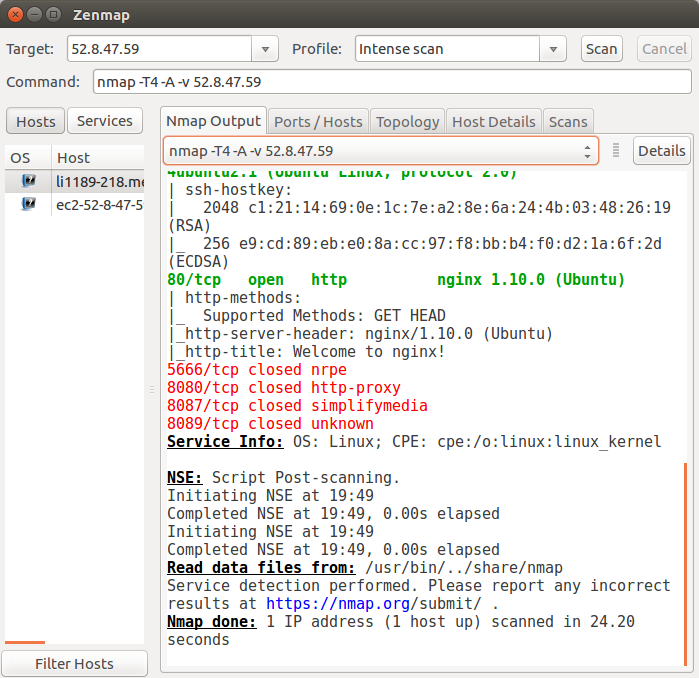 Zenmap
Target: 52.8.47.59 Profile: Intense scan Scan Cancel
Command: nmap -T4 -A -v 52.8.47.59
Hosts Services
OS Host
li1189-218.me
ec2-52-8-47-5
Filter Hosts
Nmap Output Ports / Hosts Topology Host Details Scans
nmap -T4 -A -v 52.8.47.59 Details
4ubuntu2.1 (Ubuntu Linux; protocol 2.0)
| ssh-hostkey:
|   2048 c1:21:14:69:0e:1c:7e:a2:8e:6a:24:4b:03:48:26:19
(RSA)
|_  256 e9:cd:89:eb:e0:8a:cc:97:f8:bb:b4:f0:d2:1a:6f:2d
(ECDSA)
80/tcp   open   http          nginx 1.10.0 (Ubuntu)
| http-methods:
|_  Supported Methods: GET HEAD
|_http-server-header: nginx/1.10.0 (Ubuntu)
|_http-title: Welcome to nginx!
5666/tcp closed nrpe
8080/tcp closed http-proxy
8087/tcp closed simplifymedia
8089/tcp closed unknown
Service Info: OS: Linux; CPE: cpe:/o:linux:linux_kernel
NSE: Script Post-scanning.
Initiating NSE at 19:49
Completed NSE at 19:49, 0.00s elapsed
Initiating NSE at 19:49
Completed NSE at 19:49, 0.00s elapsed
Read data files from: /usr/bin/../share/nmap
Service detection performed. Please report any incorrect
results at https://nmap.org/submit/ .
Nmap done: 1 IP address (1 host up) scanned in 24.20
seconds